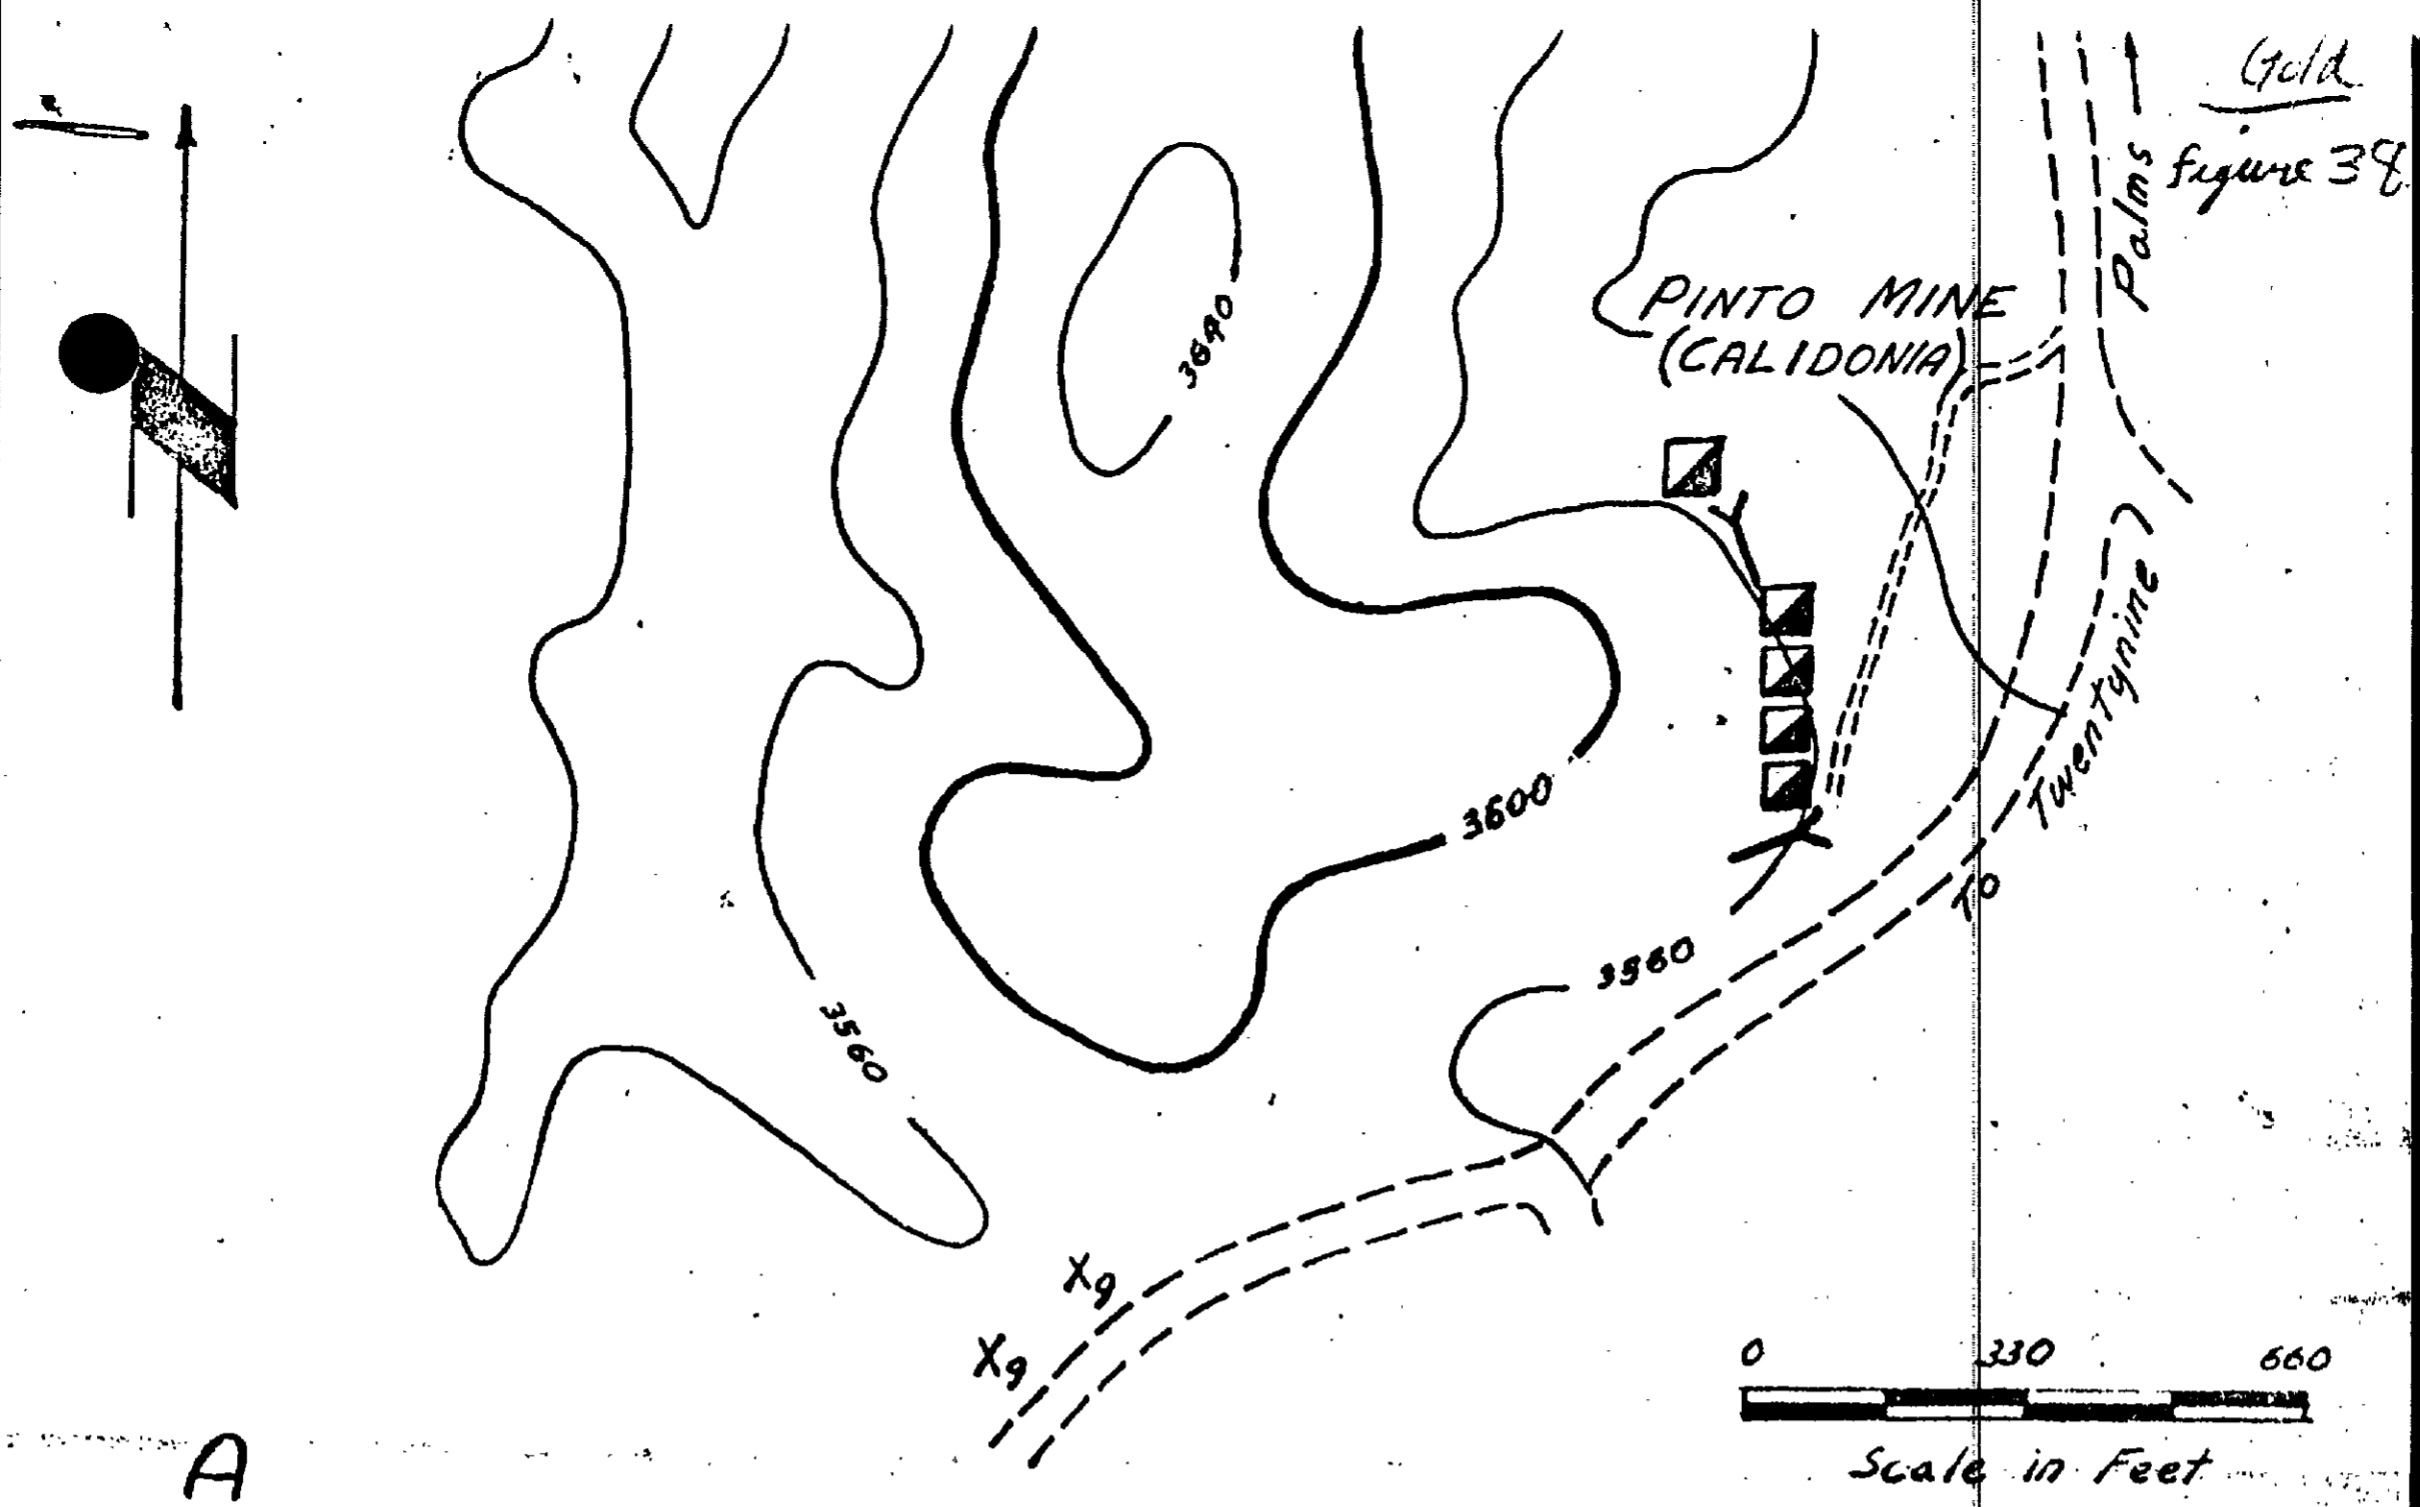 Gold
figure 38
Palms
PINTO MINE
(CALIDONIA)
3640
Twentynine
3600
to
3560
3560
Xg
Xg
0 330 660
Scale in Feet
A
N